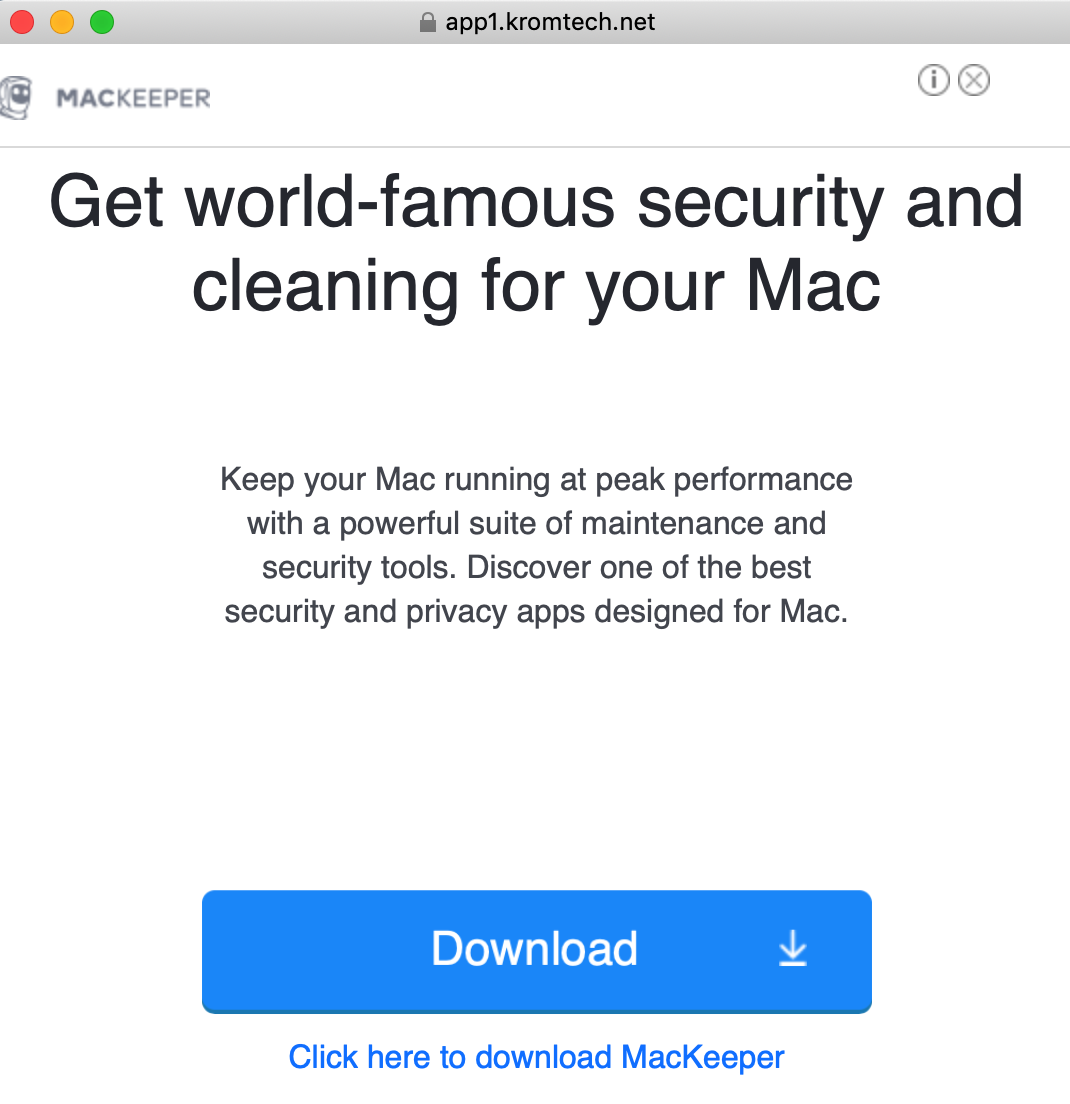 app1.kromtech.net
MACKEEPER
Get world-famous security and
cleaning for your Mac
Keep your Mac running at peak performance
with a powerful suite of maintenance and
security tools. Discover one of the best
security and privacy apps designed for Mac.
Download
Click here to download MacKeeper